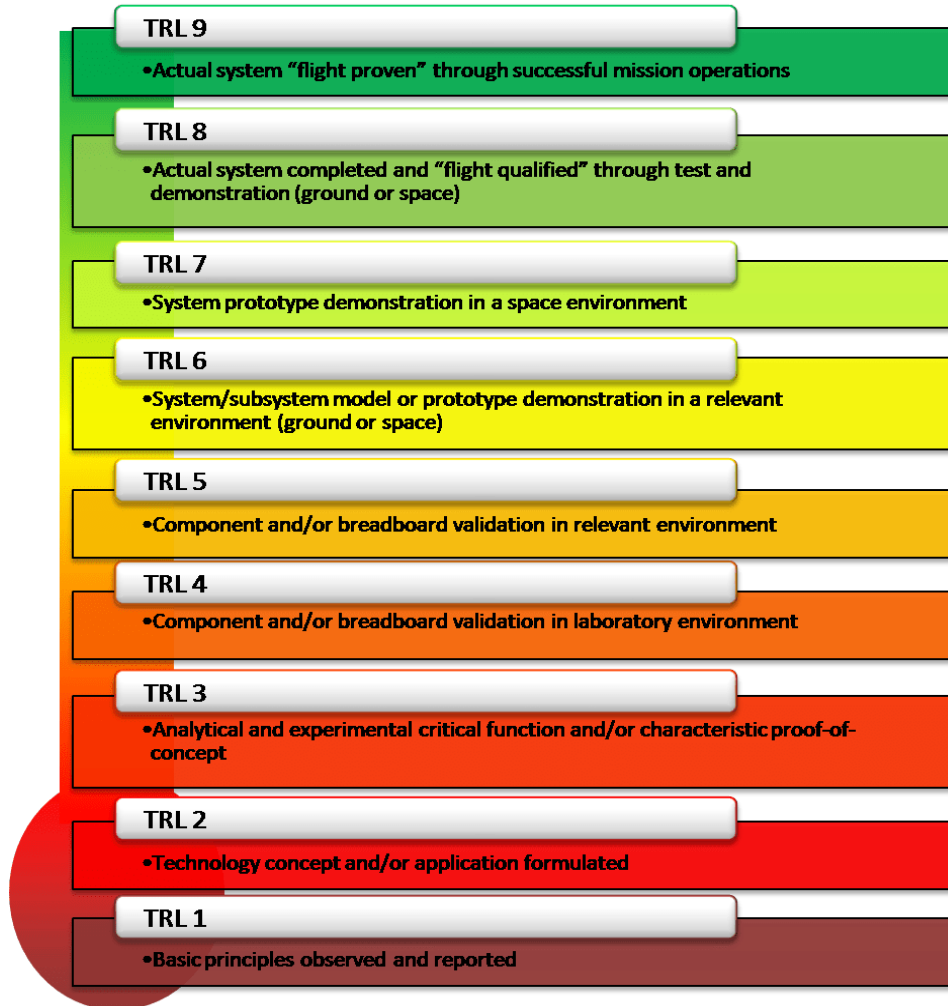 TRL 9
•Actual system “flight proven” through successful mission operations
TRL 8
•Actual system completed and “flight qualified” through test and
demonstration (ground or space)
TRL 7
•System prototype demonstration in a space environment
TRL 6
•System/subsystem model or prototype demonstration in a relevant
environment (ground or space)
TRL 5
•Component and/or breadboard validation in relevant environment
TRL 4
•Component and/or breadboard validation in laboratory environment
TRL 3
•Analytical and experimental critical function and/or characteristic proof-of-
concept
TRL 2
•Technology concept and/or application formulated
TRL 1
•Basic principles observed and reported